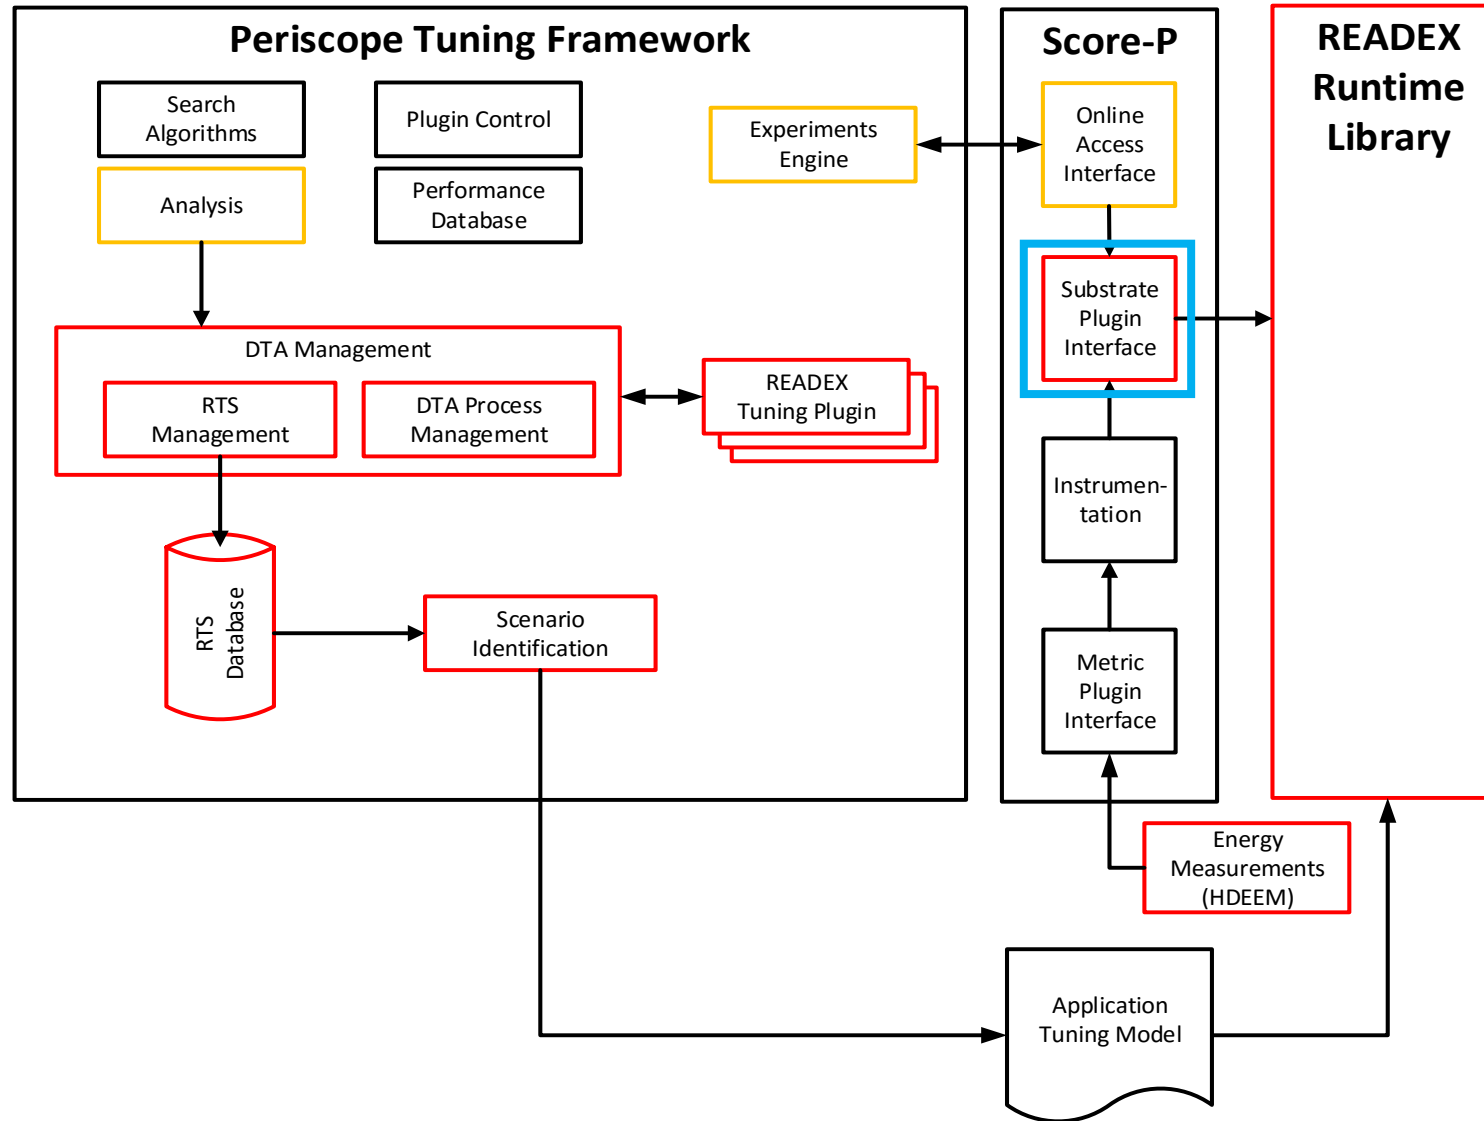 Periscope Tuning Framework
Search
Algorithms
Plugin Control
Analysis
Performance
Database
Experiments
Engine
DTA Management
RTS
Management
DTA Process
Management
READEX
Tuning Plugin
RTS
Database
Scenario
Identification
Score-P
Online
Access
Interface
Substrate
Plugin
Interface
Instrumen-
tation
Metric
Plugin
Interface
Energy
Measurements
(HDEEM)
Application
Tuning Model
READEX
Runtime
Library